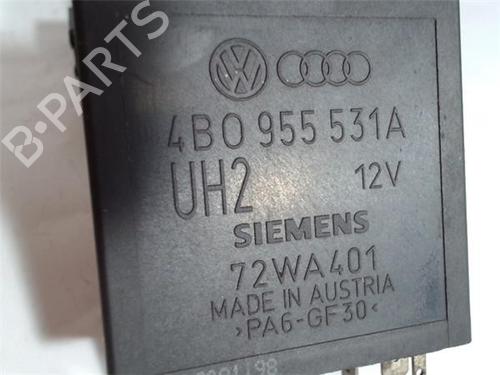 B-PARTS
4B0 955 531A
UH2 12V
SIEMENS
72WA401
MADE IN AUSTRIA
>PA6-GF30<